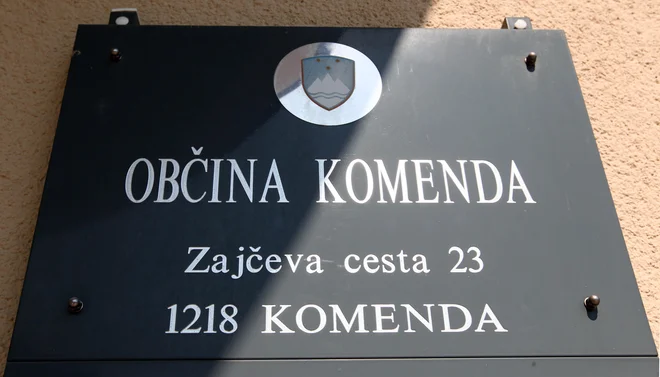 OBČINA KOMENDA
Zajčeva cesta 23
1218 KOMENDA